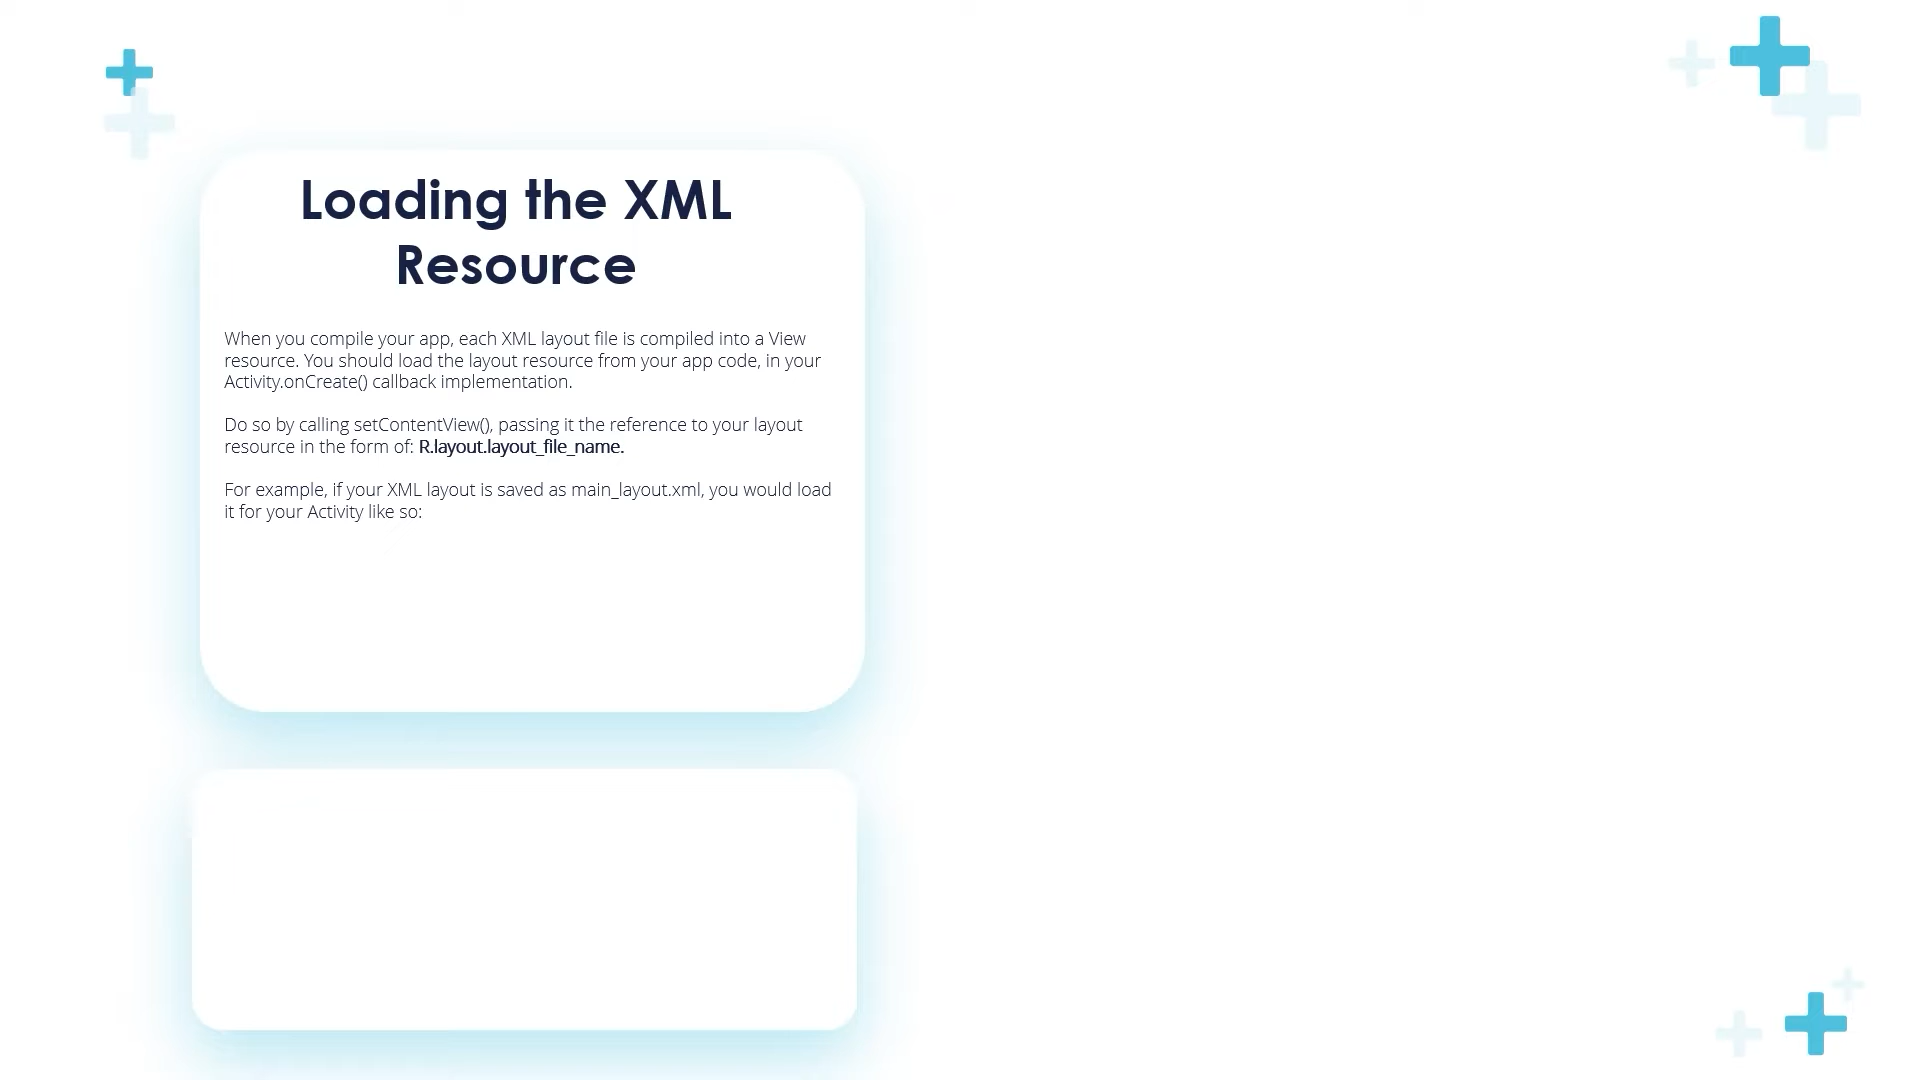 Loading the XML
Resource
When you compile your app, each XML layout file is compiled into a View
resource. You should load the layout resource from your app code, in your
Activity.onCreate() callback implementation.
Do so by calling setContentView(), passing it the reference to your layout
resource in the form of: R.layout.layout_file_name.
For example, if your XML layout is saved as main_layout.xml, you would load
it for your Activity like so: